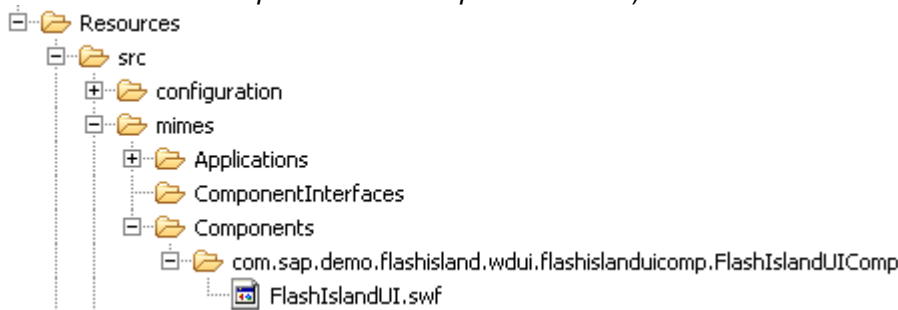 Resources
src
configuration
mimes
Applications
ComponentInterfaces
Components
com.sap.demo.flashisland.wdui.flashislanduicomp.FlashIslandUIComp
FlashIslandUI.swf